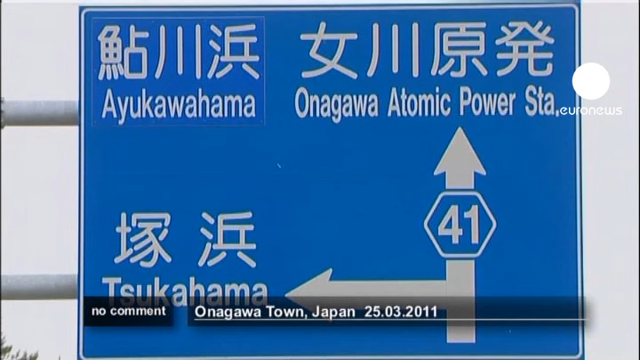 鮎川浜
Ayukawahama
女川原発
Onagawa Atomic Power Sta.
euronews
41
塚浜
Tsukahama
no comment
Onagawa Town, Japan 25.03.2011